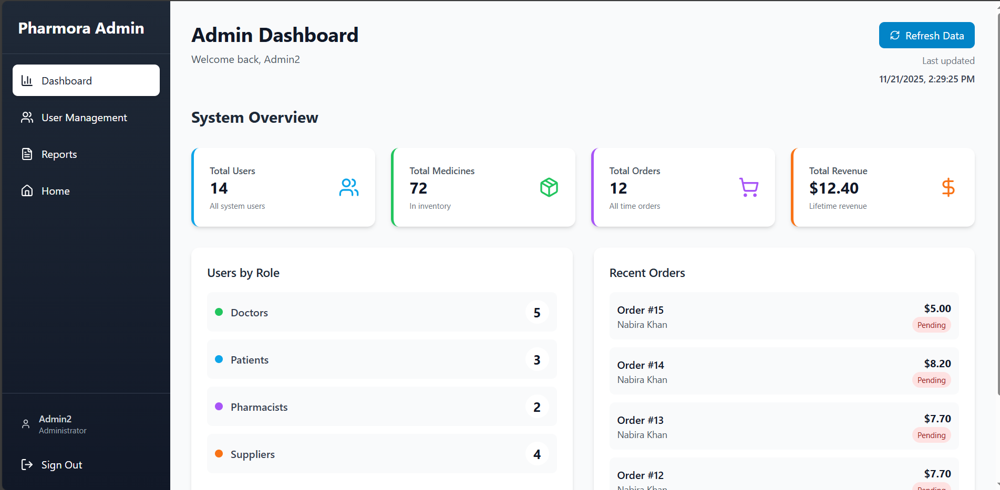 Pharmora Admin
Dashboard
User Management
Reports
Home
Admin2
Administrator
Sign Out
Admin Dashboard
Welcome back, Admin2
Refresh Data
Last updated
11/21/2025, 2:29:25 PM
System Overview
Total Users
14
All system users
Total Medicines
72
In inventory
Total Orders
12
All time orders
Total Revenue
$12.40
Lifetime revenue
Users by Role
Doctors 5
Patients 3
Pharmacists 2
Suppliers 4
Recent Orders
Order #15 $5.00
Nabira Khan Pending
Order #14 $8.20
Nabira Khan Pending
Order #13 $7.70
Nabira Khan Pending
Order #12 $7.70
Nabira Khan Pending